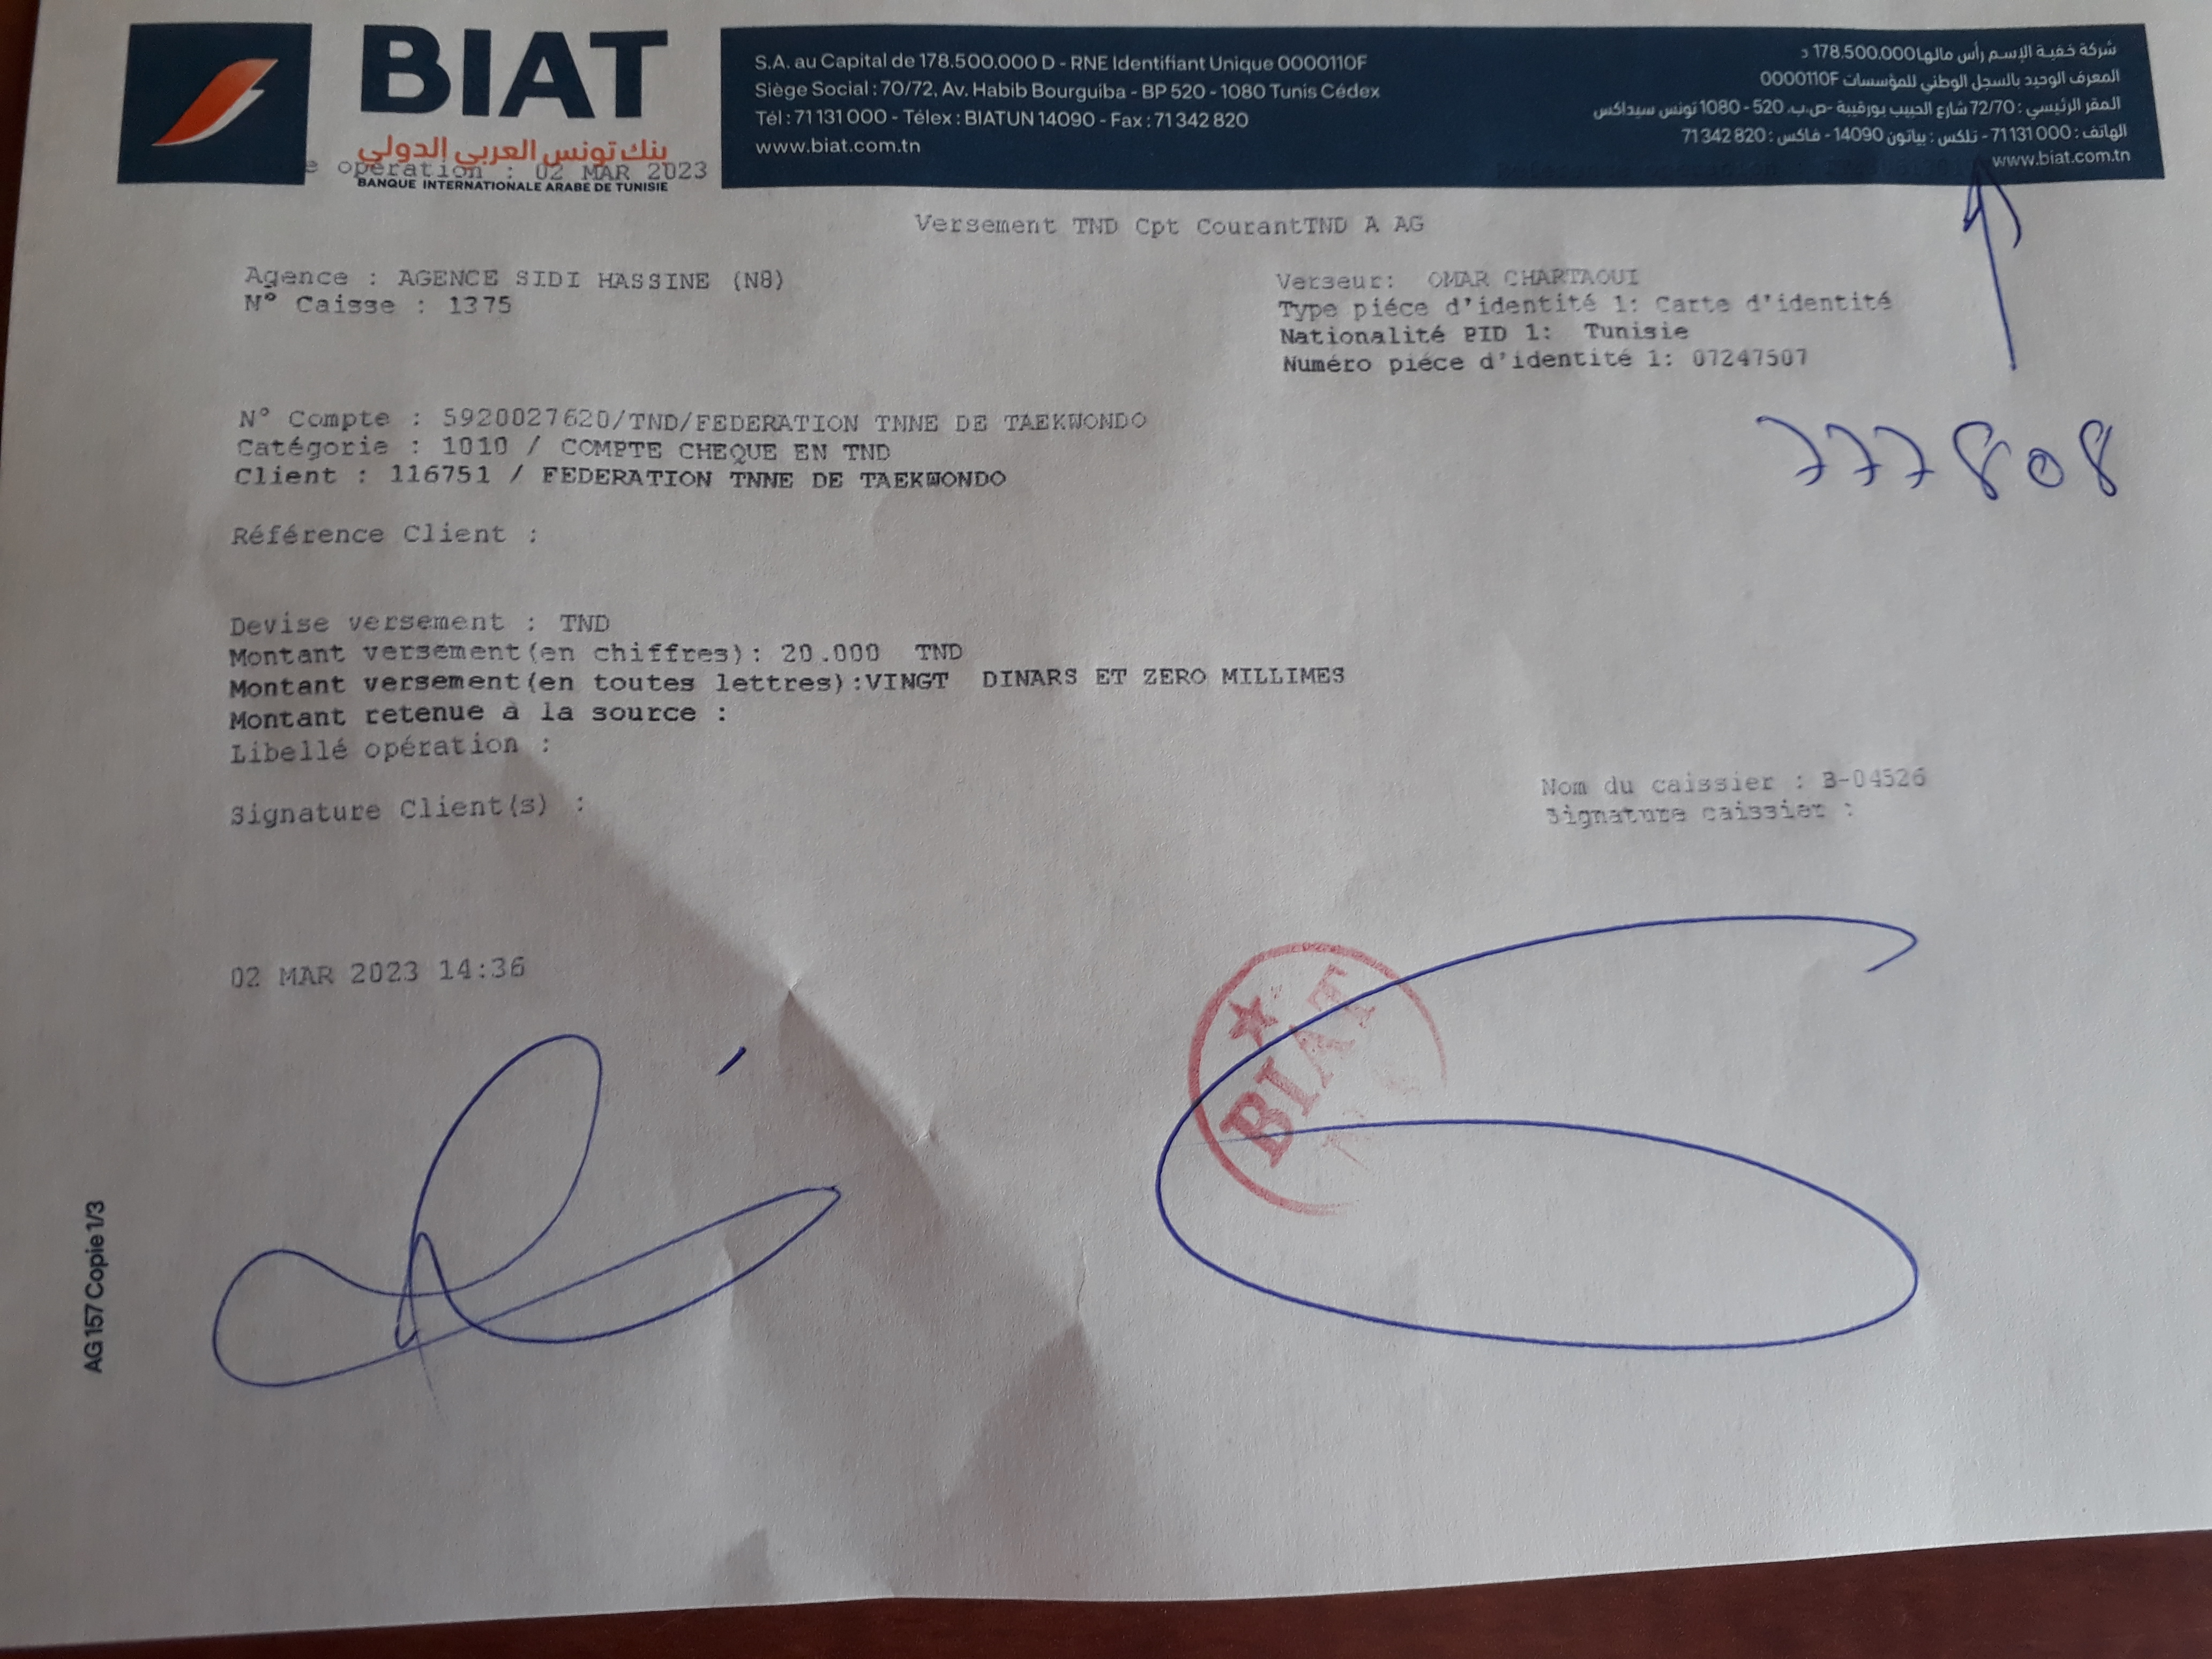 BIAT
بنك تونس العربي الدولي
BANQUE INTERNATIONALE ARABE DE TUNISIE
S.A. au Capital de 178.500.000 D - RNE Identifiant Unique 0000110F
Siège Social : 70/72, Av. Habib Bourguiba - BP 520 - 1080 Tunis Cédex
Tél : 71 131 000 - Télex : BIATUN 14090 - Fax : 71 342 820
www.biat.com.tn
شركة خفية الإسم رأس مالها 178.500.000 د
المعرف الوحيد بالسجل الوطني للمؤسسات 0000110F
المقر الرئيسي : 72/70 شارع الحبيب بورقيبة -ص.ب. 520 - 1080 تونس سيداكس
الهاتف : 71 131 000 - تلكس : بياتون 14090 - فاكس : 71 342 820
www.biat.com.tn
e opération : 02 MAR 2023
Versement TND Cpt CourantTND A AG
Agence : AGENCE SIDI HASSINE (N8)
N° Caisse : 1375
Verseur: OMAR CHARTAOUI
Type piéce d'identité 1: Carte d'identité
Nationalité PID 1: Tunisie
Numéro piéce d'identité 1: 07247507
777808
N° Compte : 5920027620/TND/FEDERATION TNNE DE TAEKWONDO
Catégorie : 1010 / COMPTE CHEQUE EN TND
Client : 116751 / FEDERATION TNNE DE TAEKWONDO
Référence Client :
Devise versement : TND
Montant versement(en chiffres): 20.000 TND
Montant versement(en toutes lettres):VINGT DINARS ET ZERO MILLIMES
Montant retenue à la source :
Libellé opération :
Signature Client(s) :
Nom du caissier : B-04526
Signature caissier :
02 MAR 2023 14:36
BIAT
AG 157 Copie 1/3